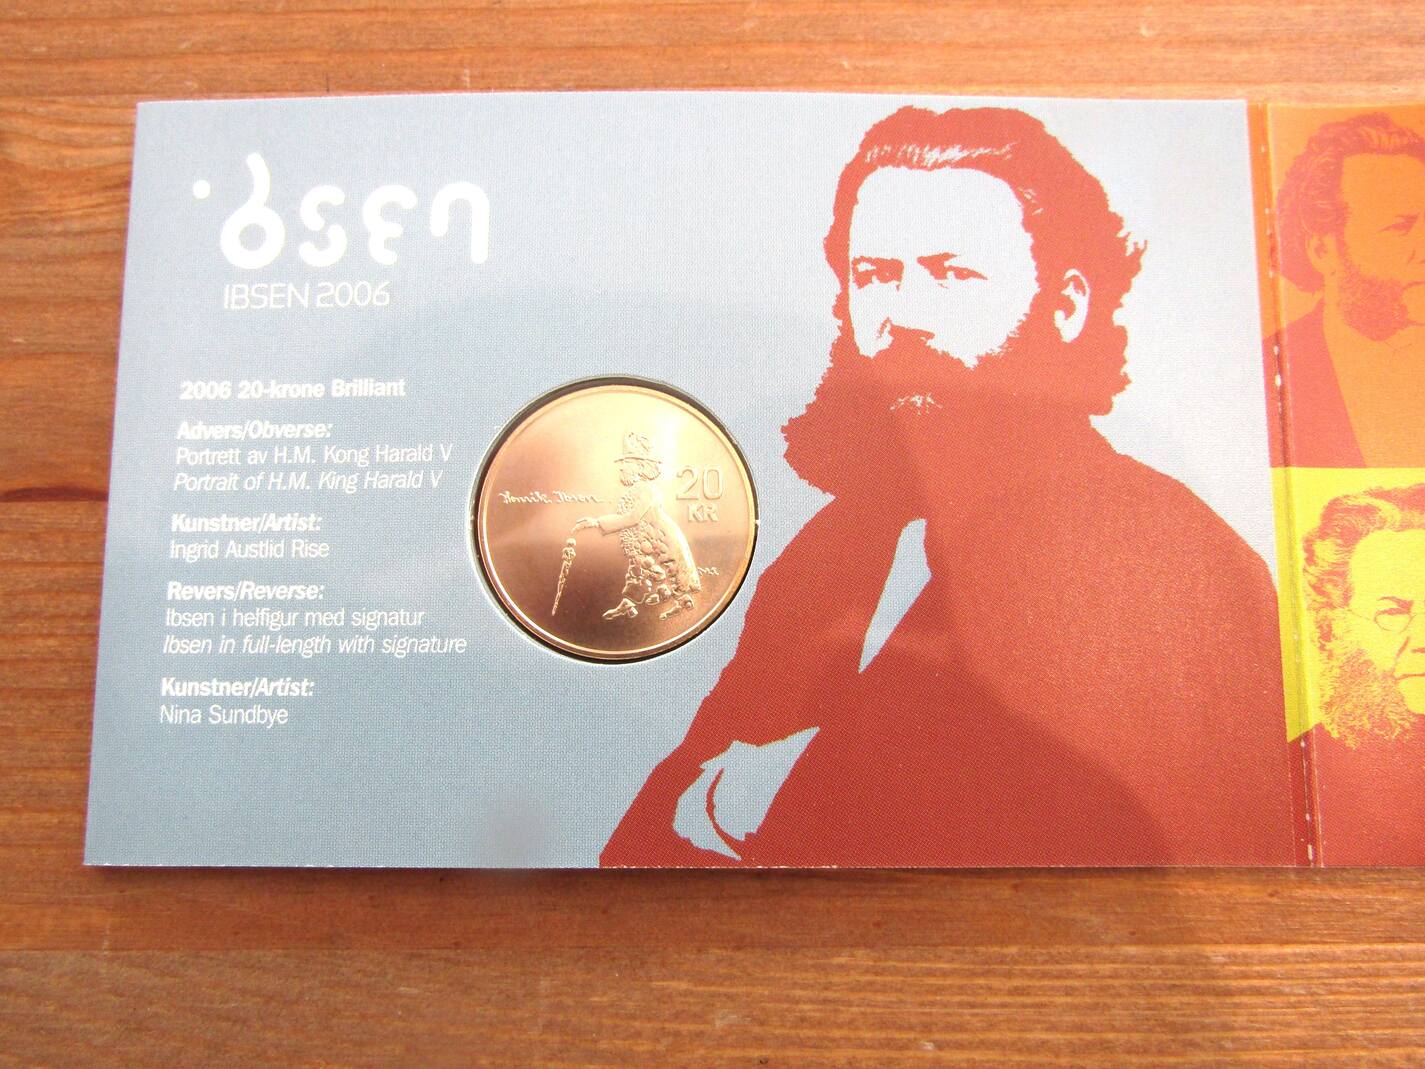 ibsen
IBSEN 2006
2006 20-krone Brilliant
Advers/Obverse:
Portrett av H.M. Kong Harald V
Portrait of H.M. King Harald V
Kunstner/Artist:
Ingrid Austlid Rise
Revers/Reverse:
Ibsen i helfigur med signatur
Ibsen in full-length with signature
Kunstner/Artist:
Nina Sundbye
Henrik Ibsen
20
KR